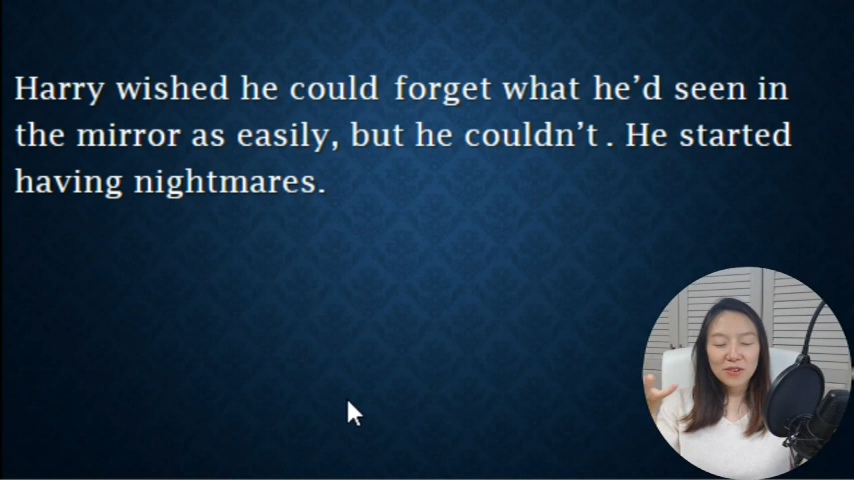 Harry wished he could forget what he’d seen in
the mirror as easily, but he couldn’t . He started
having nightmares.